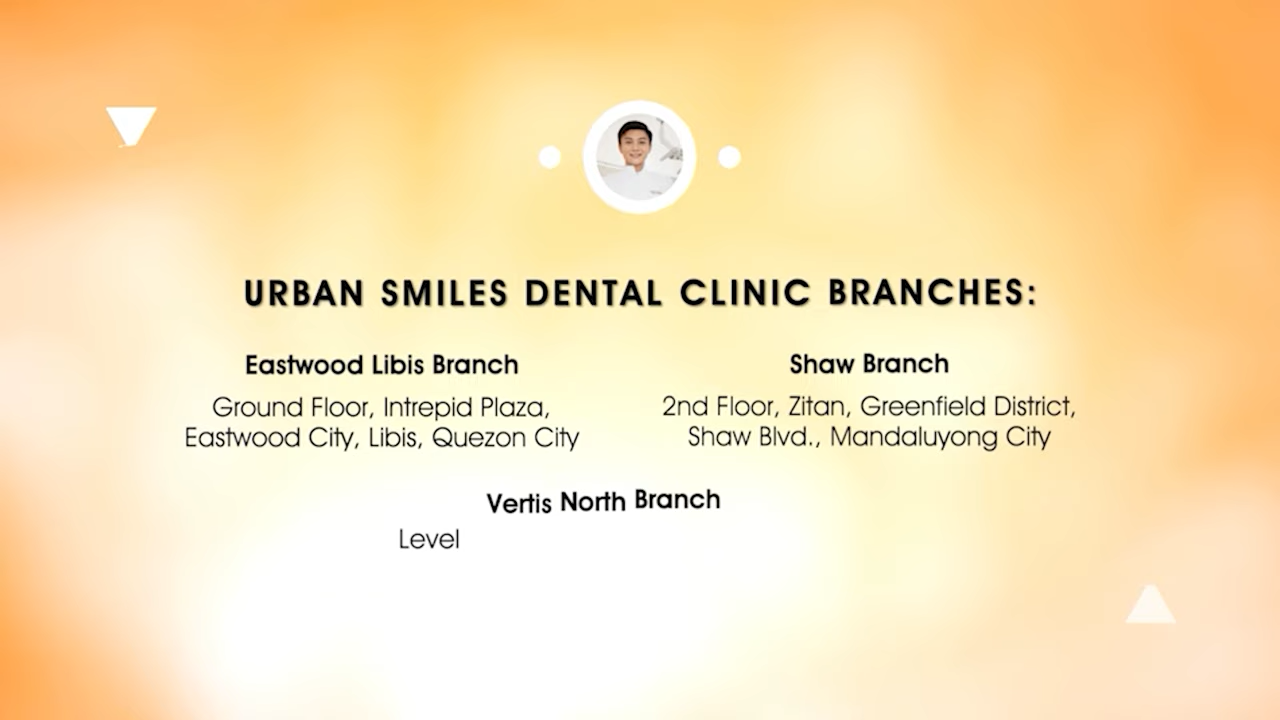 URBAN SMILES DENTAL CLINIC BRANCHES:
Eastwood Libis Branch
Ground Floor, Intrepid Plaza,
Eastwood City, Libis, Quezon City
Shaw Branch
2nd Floor, Zitan, Greenfield District,
Shaw Blvd., Mandaluyong City
Vertis North Branch
Level